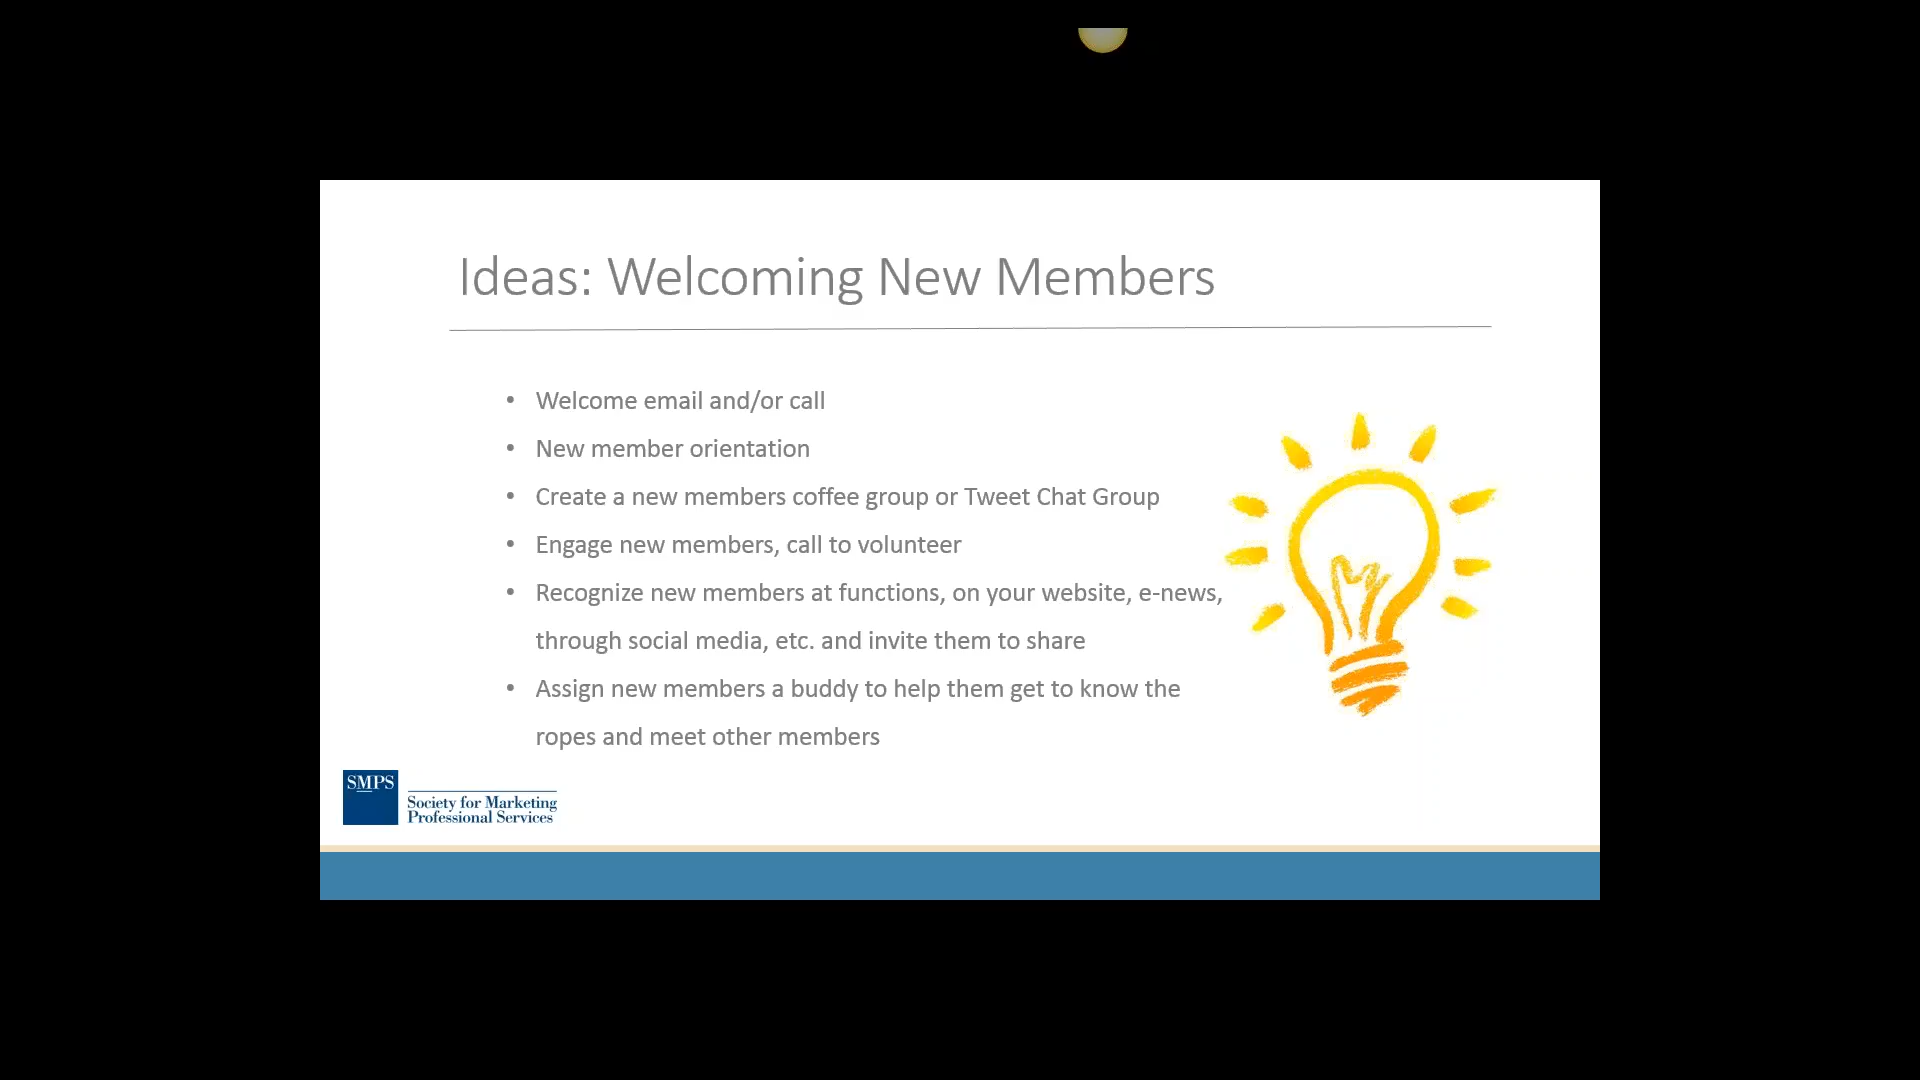 Ideas: Welcoming New Members
• Welcome email and/or call
• New member orientation
• Create a new members coffee group or Tweet Chat Group
• Engage new members, call to volunteer
• Recognize new members at functions, on your website, e-news,
through social media, etc. and invite them to share
• Assign new members a buddy to help them get to know the
ropes and meet other members
SMPS
Society for Marketing
Professional Services